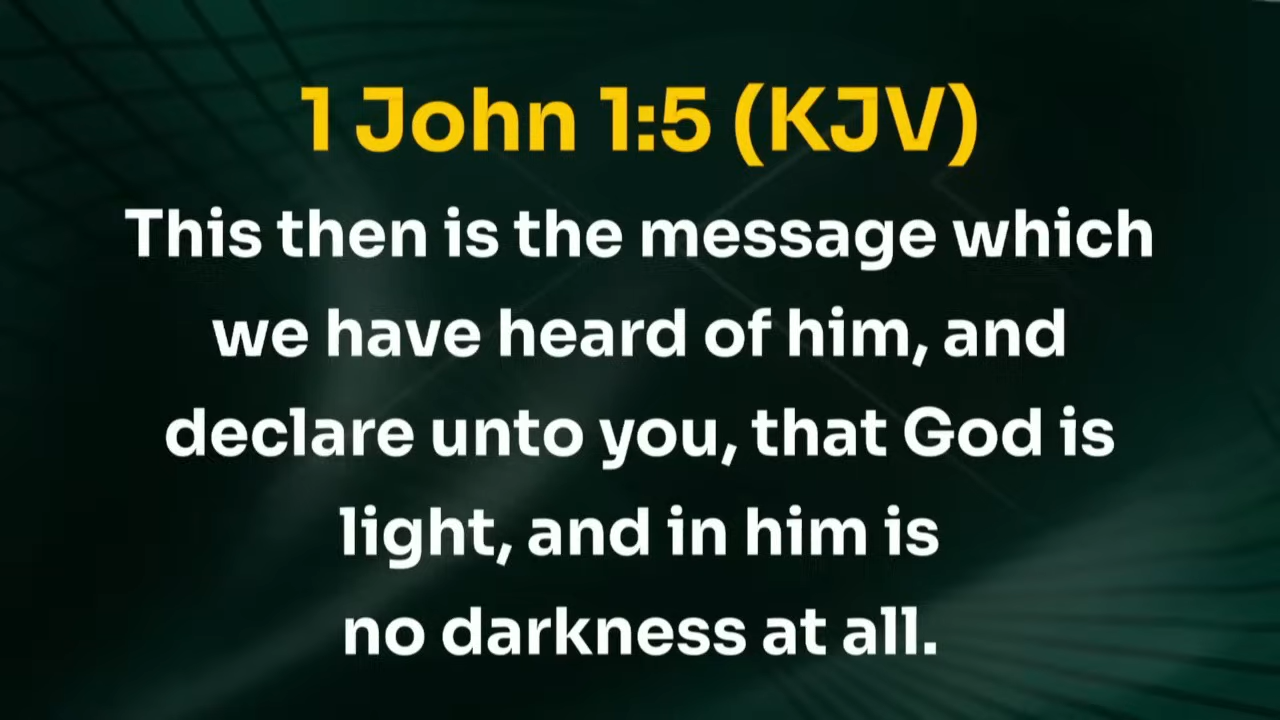 1 John 1:5 (KJV)
This then is the message which
we have heard of him, and
declare unto you, that God is
light, and in him is
no darkness at all.